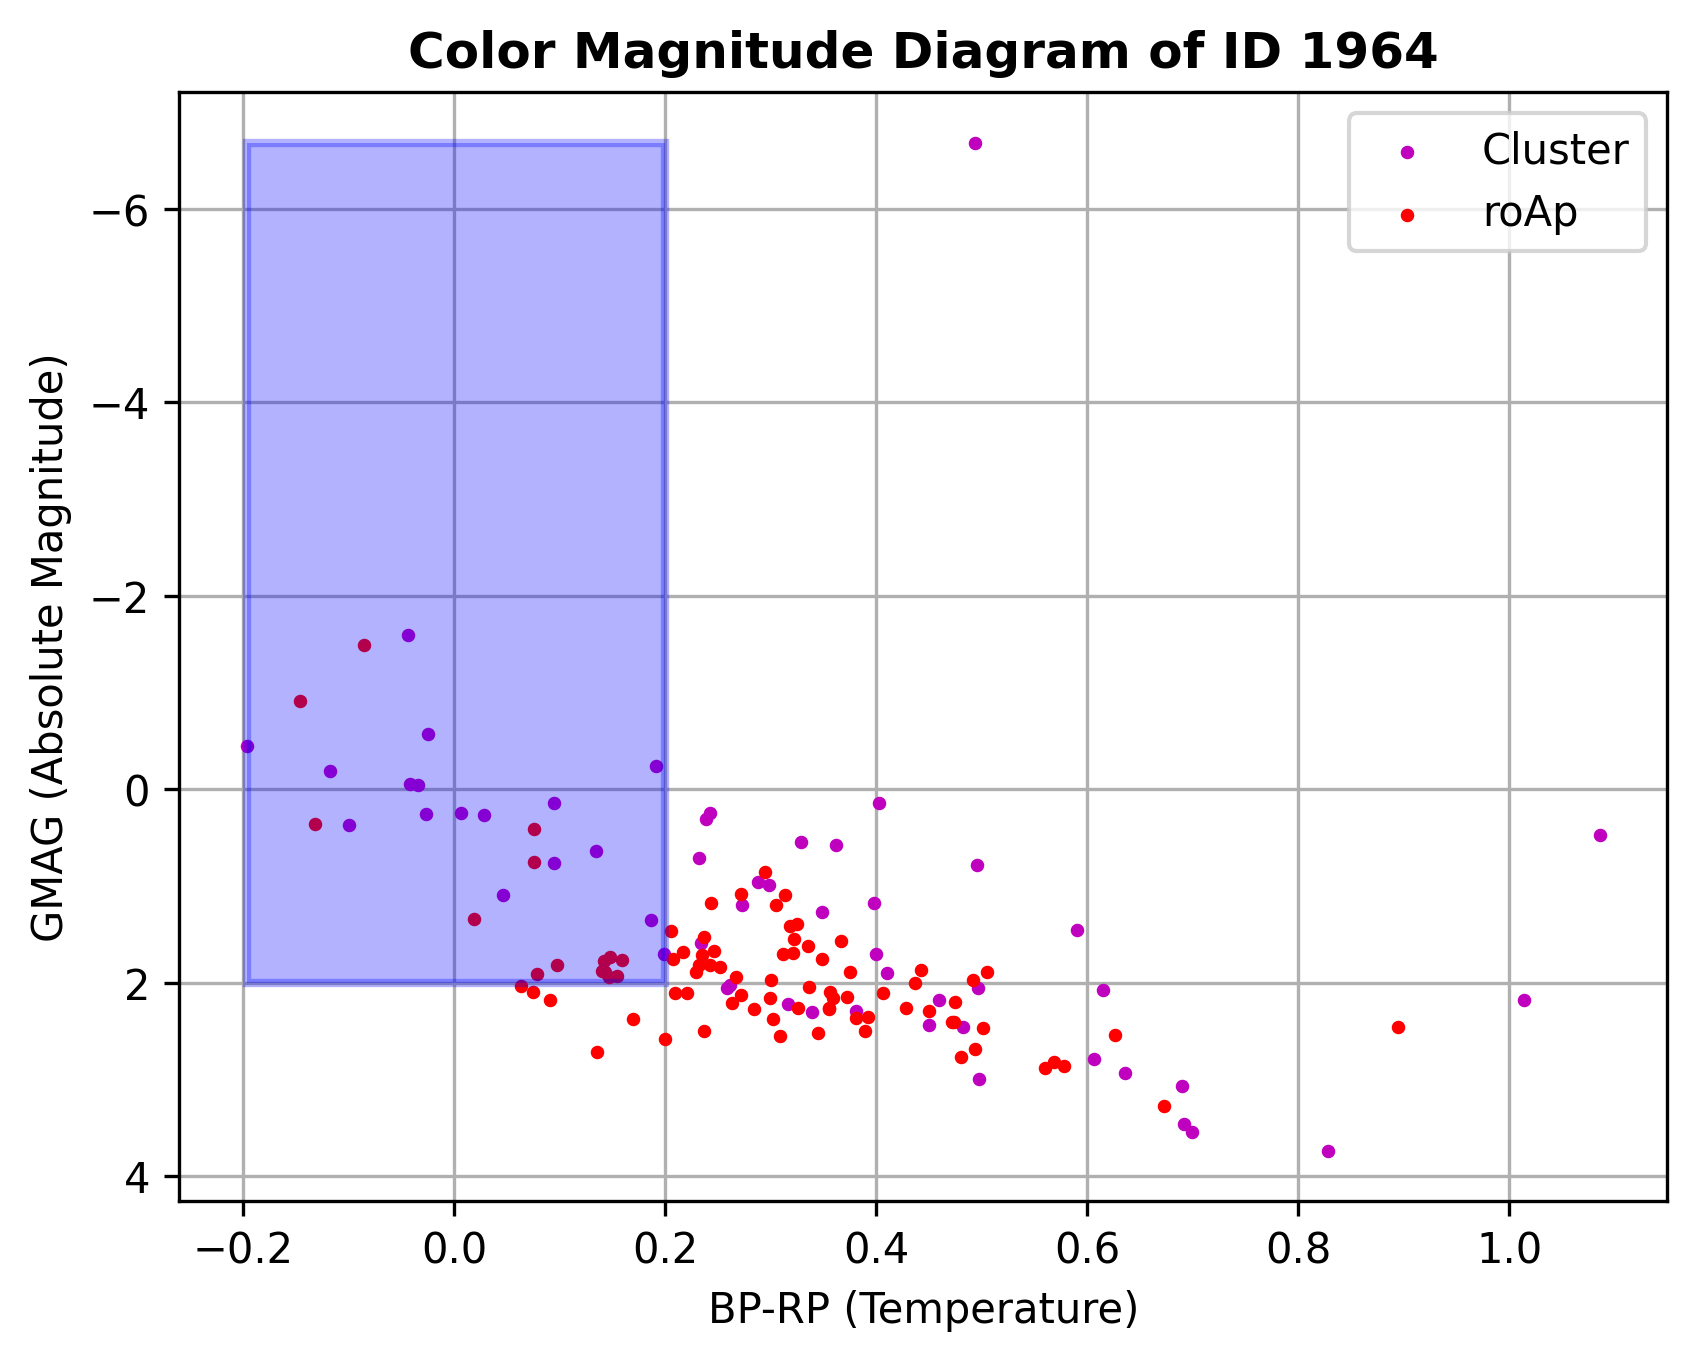 Color Magnitude Diagram of ID 1964
Cluster
roAp
−6
−4
−2
0
2
4
GMAG (Absolute Magnitude)
−0.2 0.0 0.2 0.4 0.6 0.8 1.0
BP-RP (Temperature)